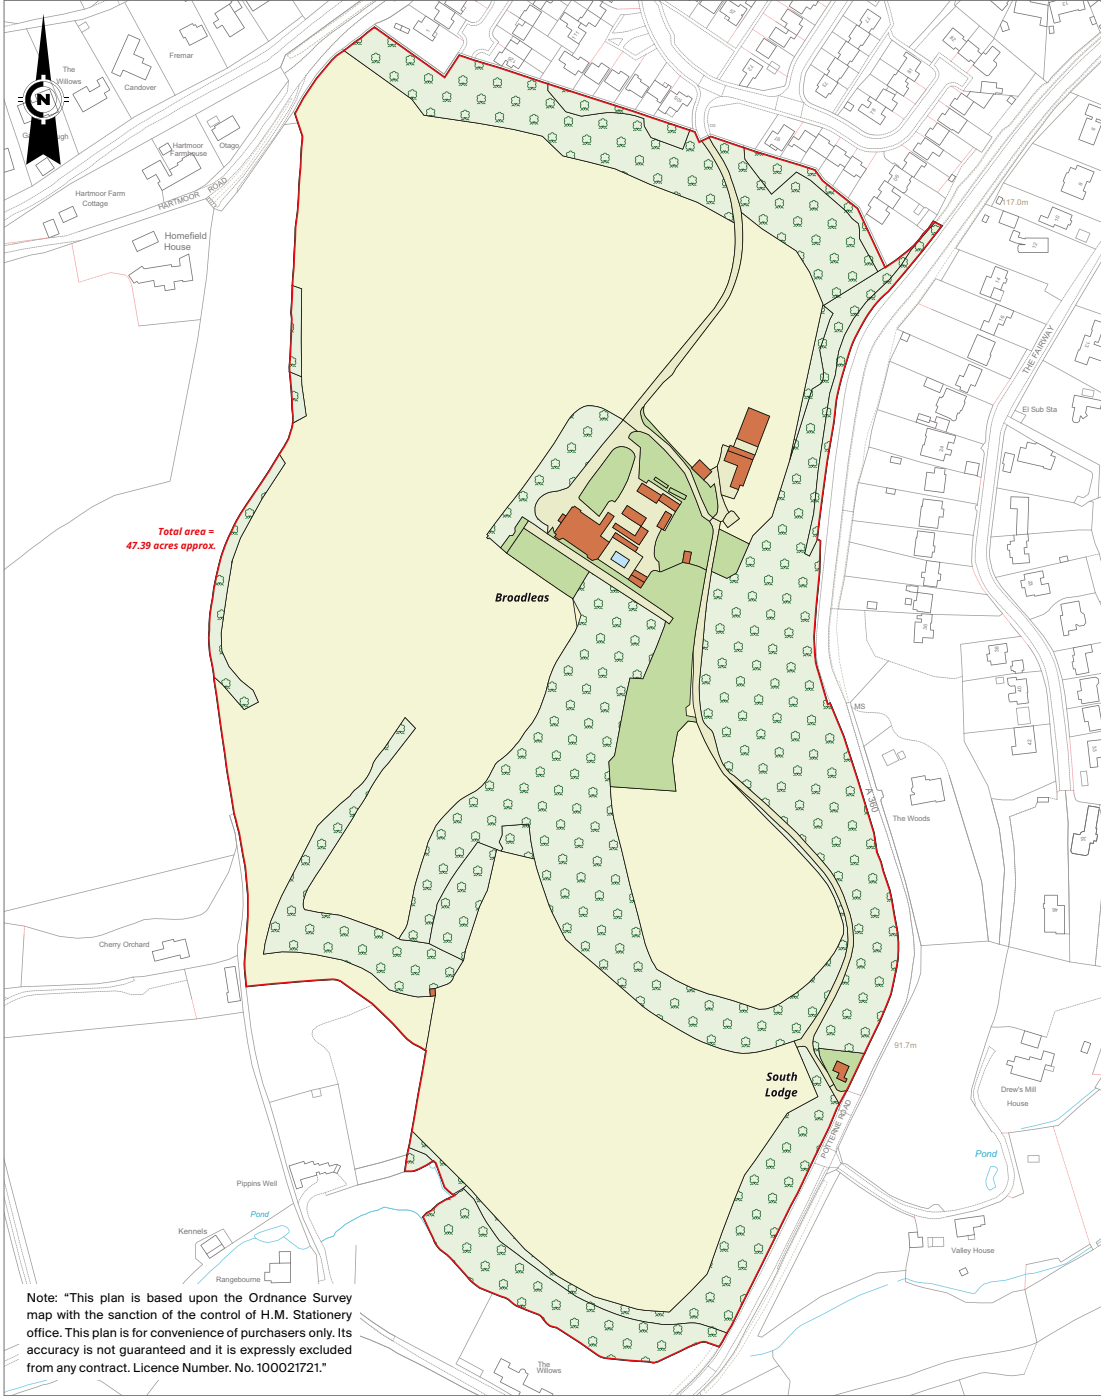 Fremar
The
Willows
Candover
N
Hartmoor
Farmhouse
Otago
HARTMOOR ROAD
Hartmoor Farm
Cottage
Homefield
House
117.0m
THE FAIRWAY
El Sub Sta
Total area =
47.39 acres approx.
Broadleas
MS
A 360
The Woods
Cherry Orchard
91.7m
South
Lodge
POTTERNE ROAD
Drew's Mill
House
Pond
Pippins Well
Pond
Kennels
Rangebourne
Valley House
The
Willows
Note: “This plan is based upon the Ordnance Survey
map with the sanction of the control of H.M. Stationery
office. This plan is for convenience of purchasers only. Its
accuracy is not guaranteed and it is expressly excluded
from any contract. Licence Number. No. 100021721.”